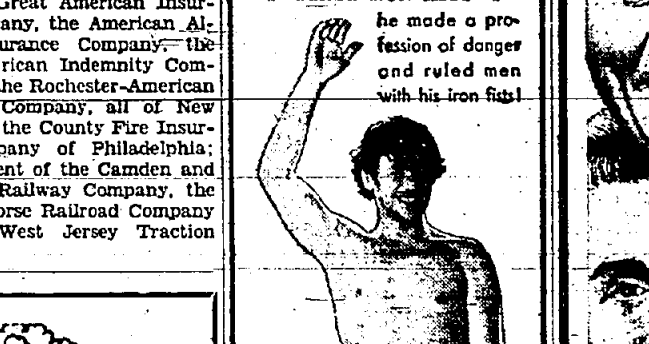 Great American Insur-
any, the American Al-
urance Company, the
rican Indemnity Com-
he Rochester-American
Company, all of New
the County Fire Insur-
pany of Philadelphia;
ent of the Camden and
Railway Company, the
orse Railroad Company
West Jersey Traction
he made a pro-
fession of danger
and ruled men
with his iron fists!